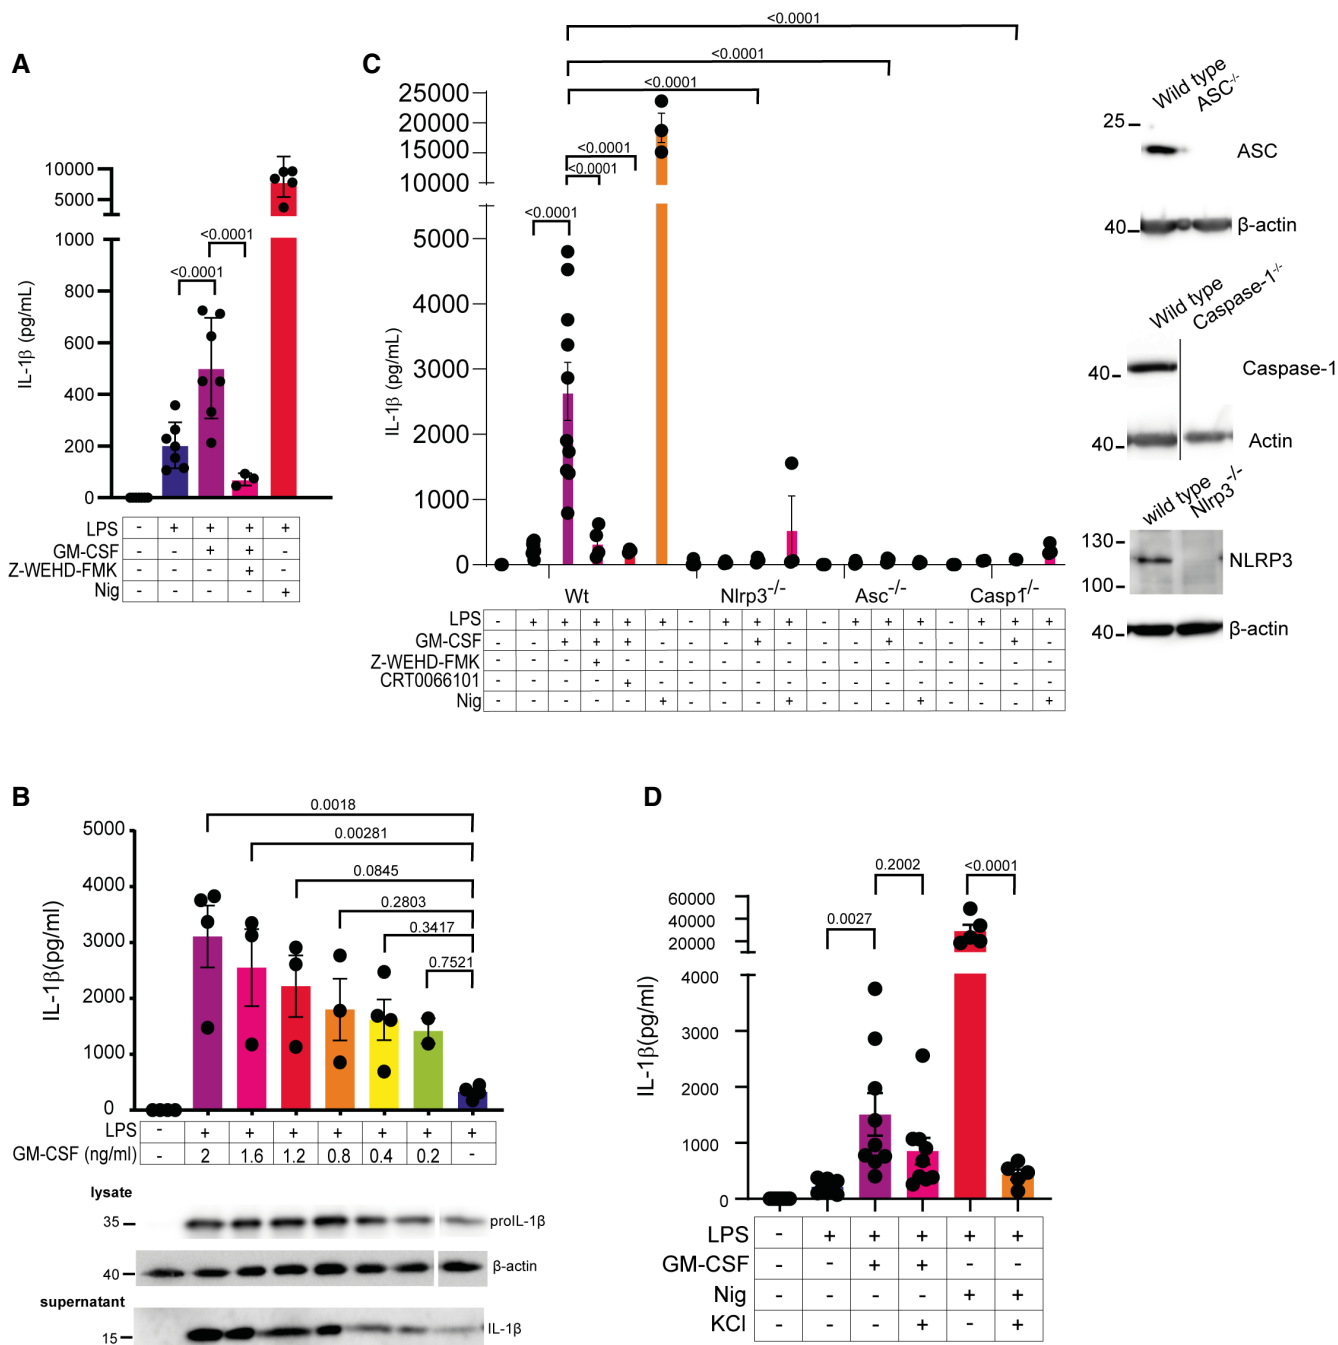 A
IL-1β (pg/mL)
10000
5000
1000
800
600
400
200
0
<0.0001
<0.0001
LPS - + + + +
GM-CSF - - + + -
Z-WEHD-FMK - - - + -
Nig - - - - +
C
IL-1β (pg/mL)
25000
20000
15000
10000
5000
4000
3000
2000
1000
0
<0.0001
<0.0001
<0.0001
<0.0001
<0.0001
<0.0001
Wt Nlrp3-/- Asc-/- Casp1-/-
LPS - + + + + + - + + + - + + + - + + +
GM-CSF - - + + + - - - + - - - + - - - + -
Z-WEHD-FMK - - - + - - - - - - - - - - - - - -
CRT0066101 - - - - + - - - - - - - - - - - - -
Nig - - - - - + - - - + - - - + - - - +
Wild type ASC-/-
25
ASC
40
β-actin
Wild type Caspase-1-/-
40
Caspase-1
40
Actin
wild type Nlrp3-/-
130
NLRP3
100
40
β-actin
B
IL-1β(pg/ml)
5000
4000
3000
2000
1000
0
0.0018
0.00281
0.0845
0.2803
0.3417
0.7521
LPS - + + + + + + +
GM-CSF (ng/ml) - 2 1.6 1.2 0.8 0.4 0.2 -
lysate
35 proIL-1β
40 β-actin
supernatant
15 IL-1β
D
IL-1β(pg/ml)
60000
40000
20000
4000
3000
2000
1000
0
0.0027
0.2002
<0.0001
LPS - + + + + +
GM-CSF - - + + - -
Nig - - - - + +
KCl - - - + - +